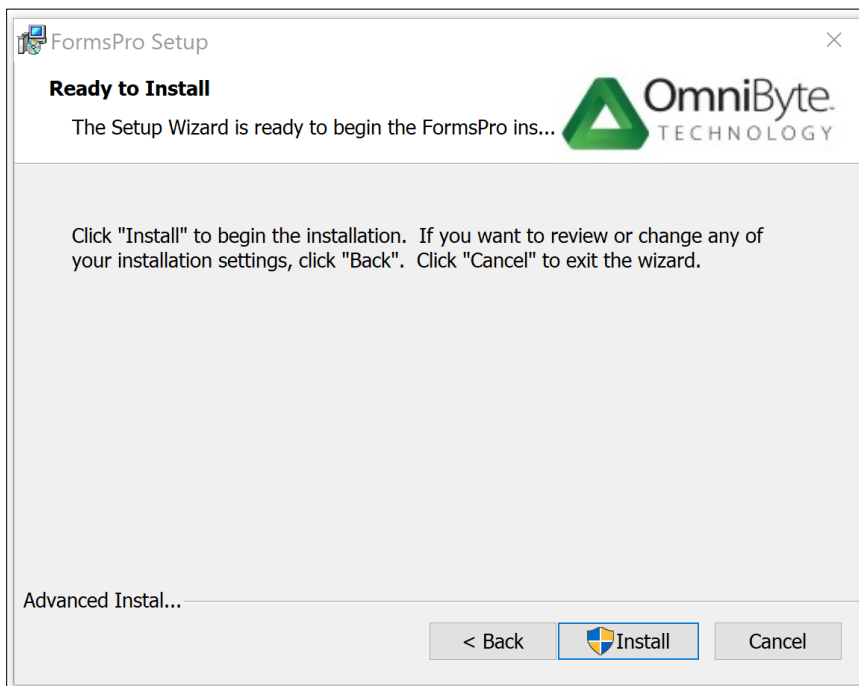 FormsPro Setup
Ready to Install
The Setup Wizard is ready to begin the FormsPro ins...
OmniByte
TECHNOLOGY
Click "Install" to begin the installation.  If you want to review or change any of
your installation settings, click "Back".  Click "Cancel" to exit the wizard.
Advanced Instal...
< Back
Install
Cancel